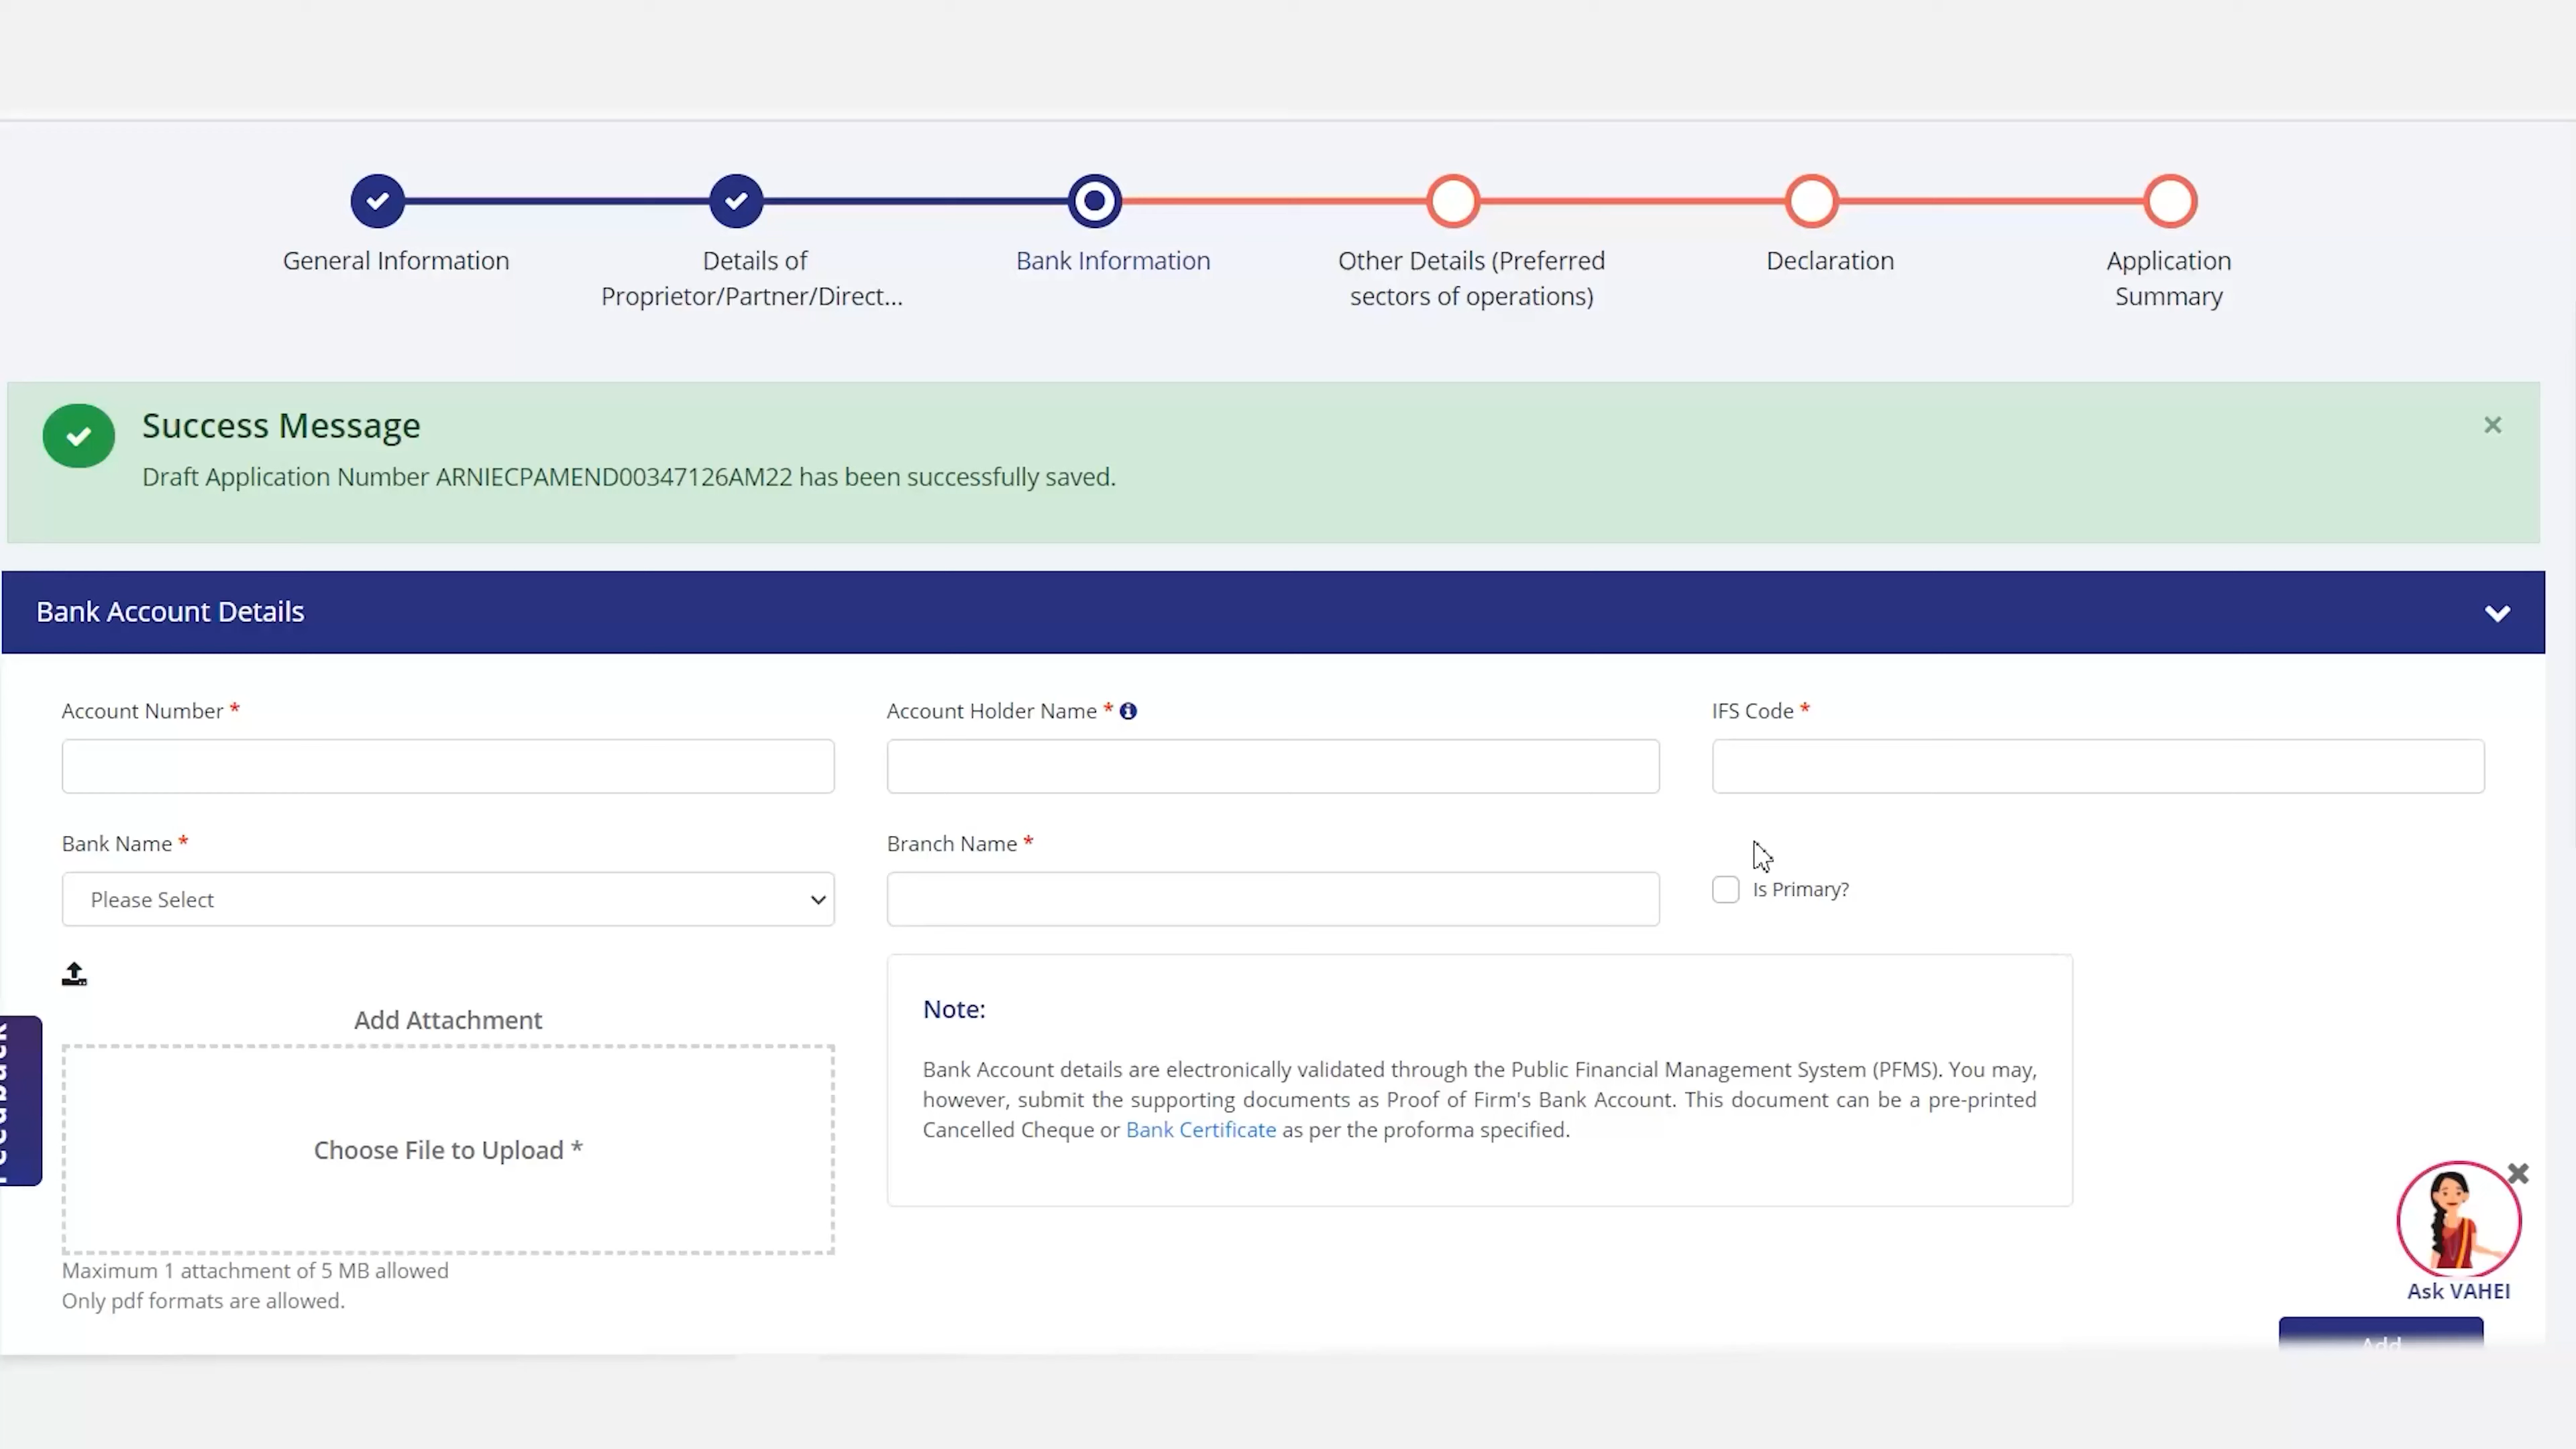 General Information
Details of
Proprietor/Partner/Direct...
Bank Information
Other Details (Preferred
sectors of operations)
Declaration
Application
Summary
Success Message
Draft Application Number ARNIECPAMEND00347126AM22 has been successfully saved.
Bank Account Details
Account Number *
Account Holder Name *
IFS Code *
Bank Name *
Branch Name *
Please Select
Is Primary?
Add Attachment
Choose File to Upload *
Maximum 1 attachment of 5 MB allowed
Only pdf formats are allowed.
Note:
Bank Account details are electronically validated through the Public Financial Management System (PFMS). You may,
however, submit the supporting documents as Proof of Firm's Bank Account. This document can be a pre-printed
Cancelled Cheque or Bank Certificate as per the proforma specified.
Feedback
Ask VAHEI
Add